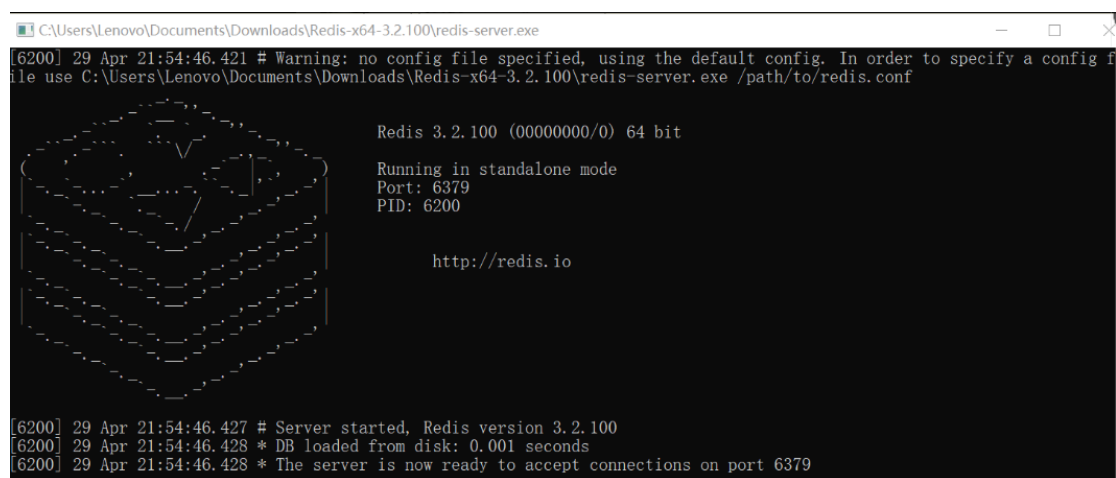 C:\Users\Lenovo\Documents\Downloads\Redis-x64-3.2.100\redis-server.exe
[6200] 29 Apr 21:54:46.421 # Warning: no config file specified, using the default config. In order to specify a config f
ile use C:\Users\Lenovo\Documents\Downloads\Redis-x64-3.2.100\redis-server.exe /path/to/redis.conf
Redis 3.2.100 (00000000/0) 64 bit
Running in standalone mode
Port: 6379
PID: 6200
http://redis.io
[6200] 29 Apr 21:54:46.427 # Server started, Redis version 3.2.100
[6200] 29 Apr 21:54:46.428 * DB loaded from disk: 0.001 seconds
[6200] 29 Apr 21:54:46.428 * The server is now ready to accept connections on port 6379